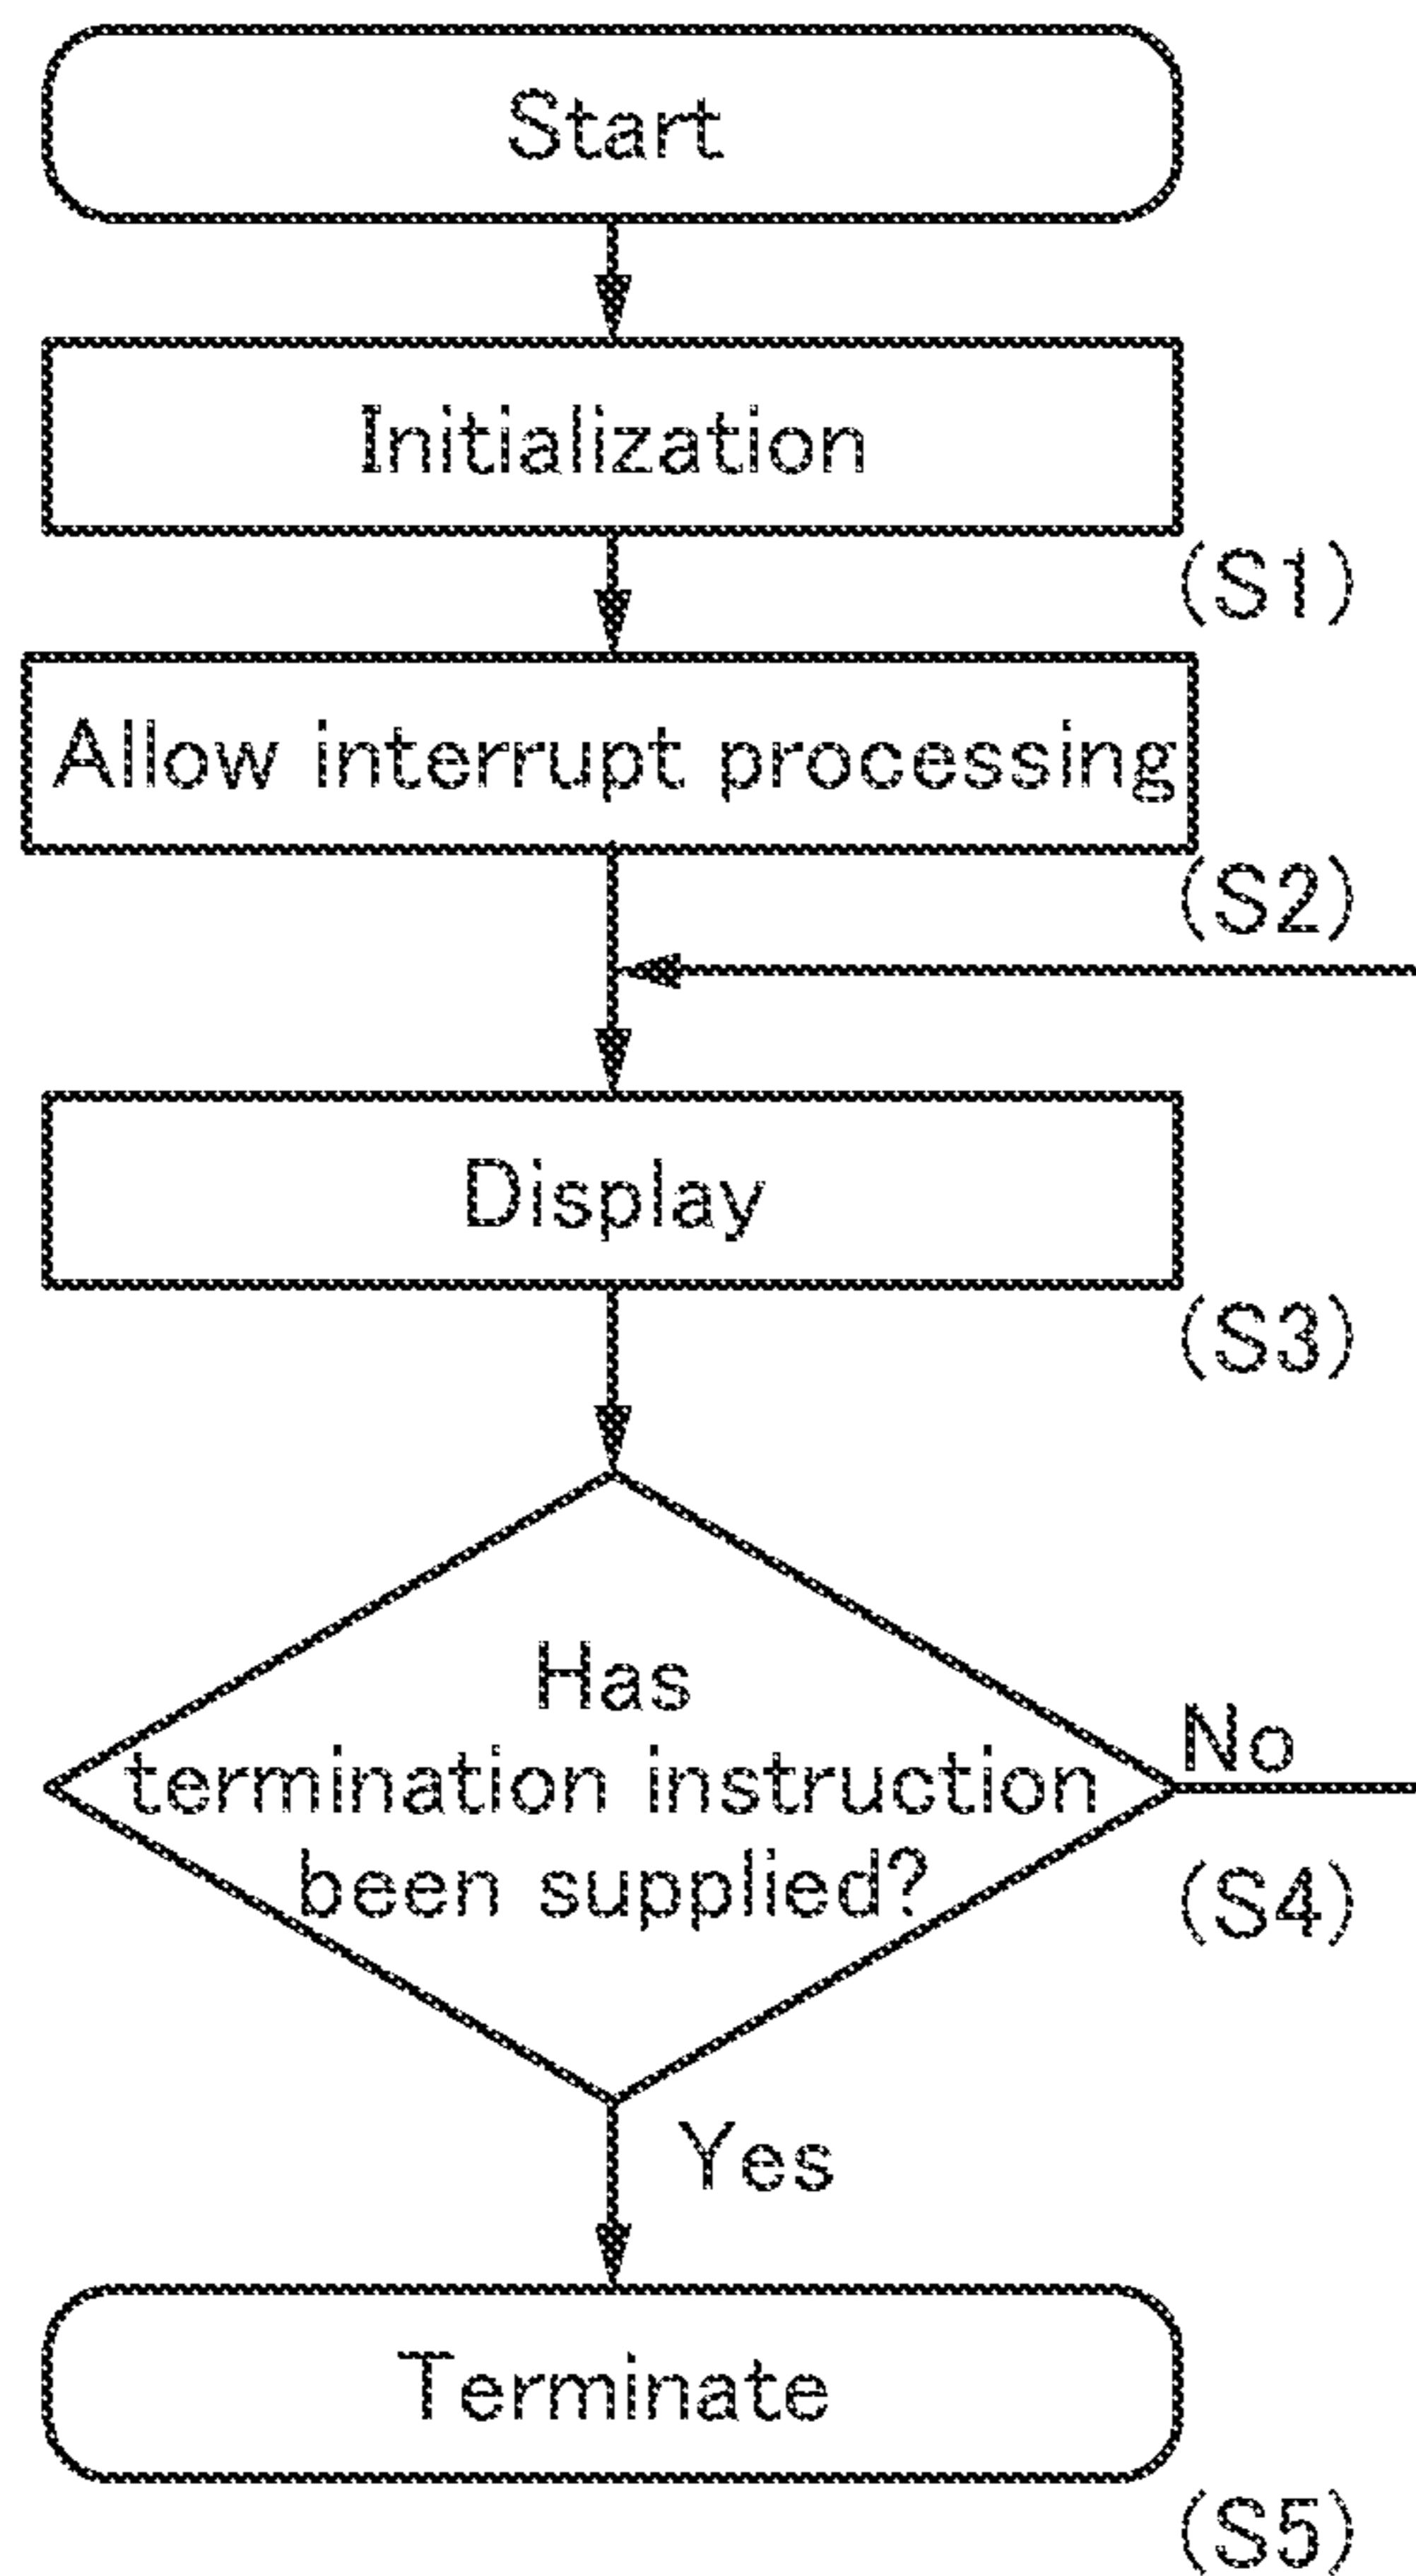 Start
Initialization
(S1)
Allow interrupt processing
(S2)
Display
(S3)
Has
termination instruction
been supplied?
No
(S4)
Yes
Terminate
(S5)